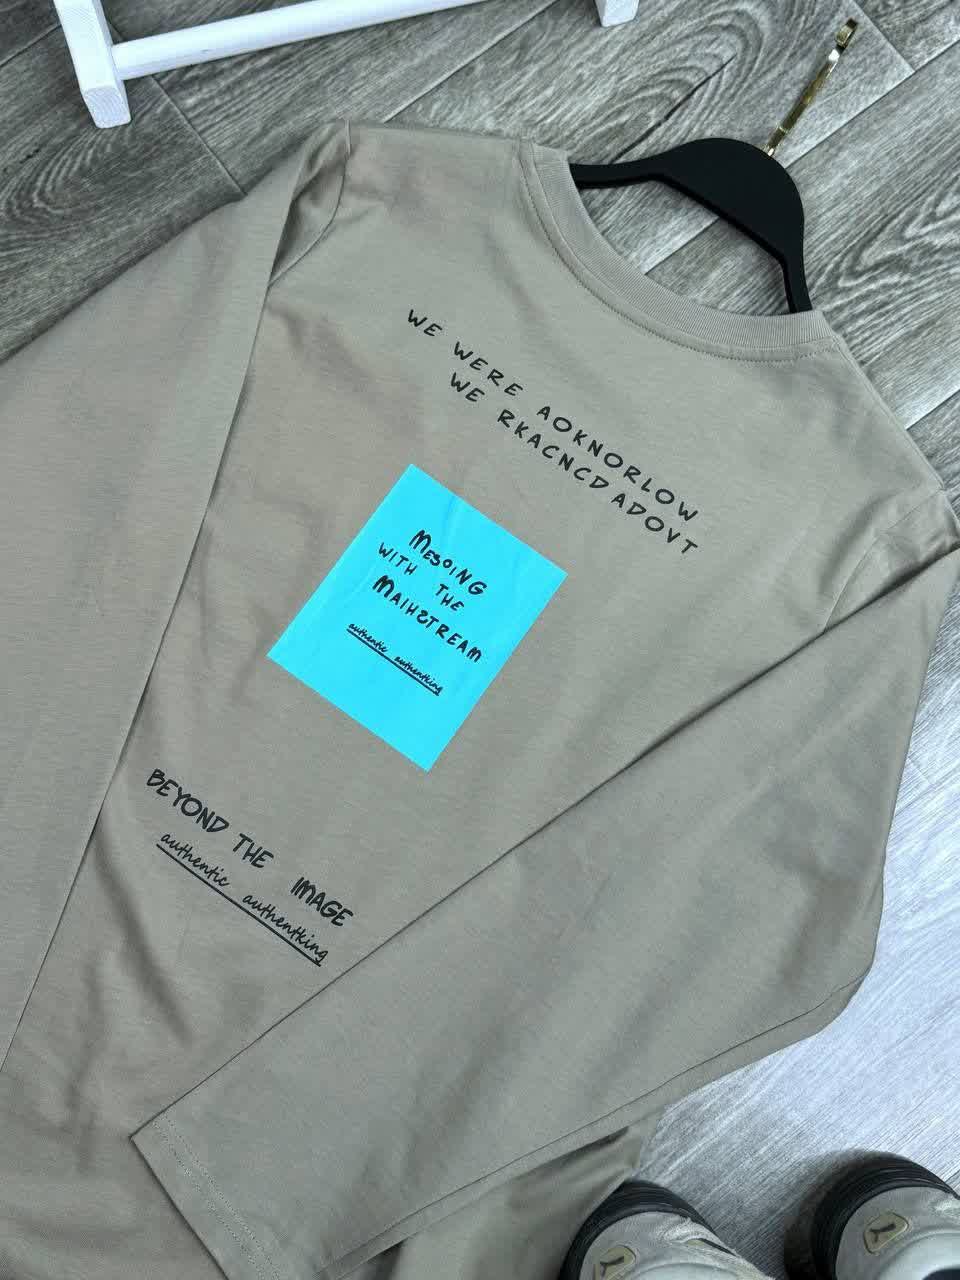 WE WERE AOKNORLOW
WE RKACNCD ADOVT
MESOING
WITH THE
MAIHSTREAM
authentic authentking
BEYOND THE IMAGE
authentic authentking